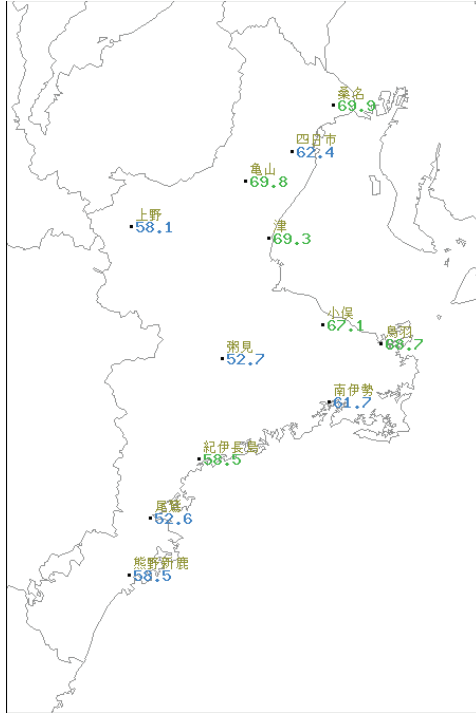 桑名
69.9
四日市
62.4
亀山
69.8
上野
58.1
津
69.3
小俣
67.1
鳥羽
68.7
粥見
52.7
南伊勢
61.7
紀伊長島
58.5
尾鷲
52.6
熊野新鹿
58.5